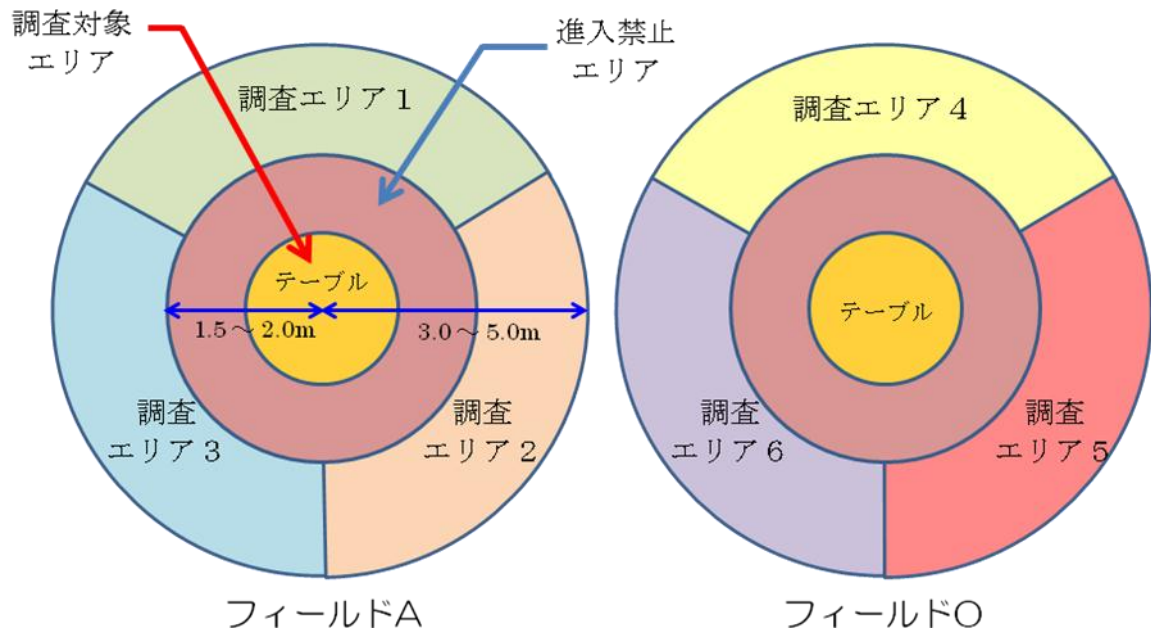 調査対象
エリア
進入禁止
エリア
調査エリア1
テーブル
1.5～2.0m
3.0～5.0m
調査
エリア3
調査
エリア2
フィールドA
調査エリア4
テーブル
調査
エリア6
調査
エリア5
フィールドO